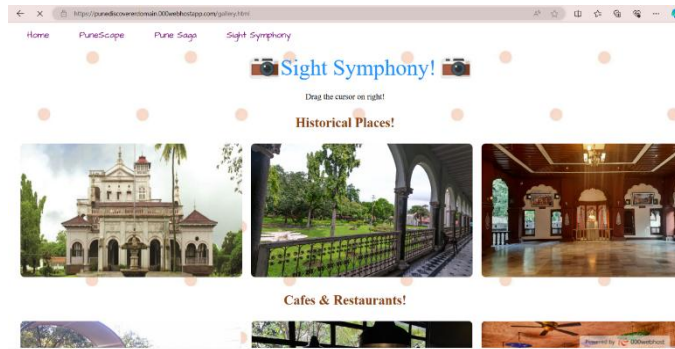 https://punediscovererdomain.000webhostapp.com/gallery.html
Home PuneScape Pune Saga Sight Symphony
Sight Symphony!
Drag the cursor on right!
Historical Places!
Cafes & Restaurants!
Powered by 000webhost